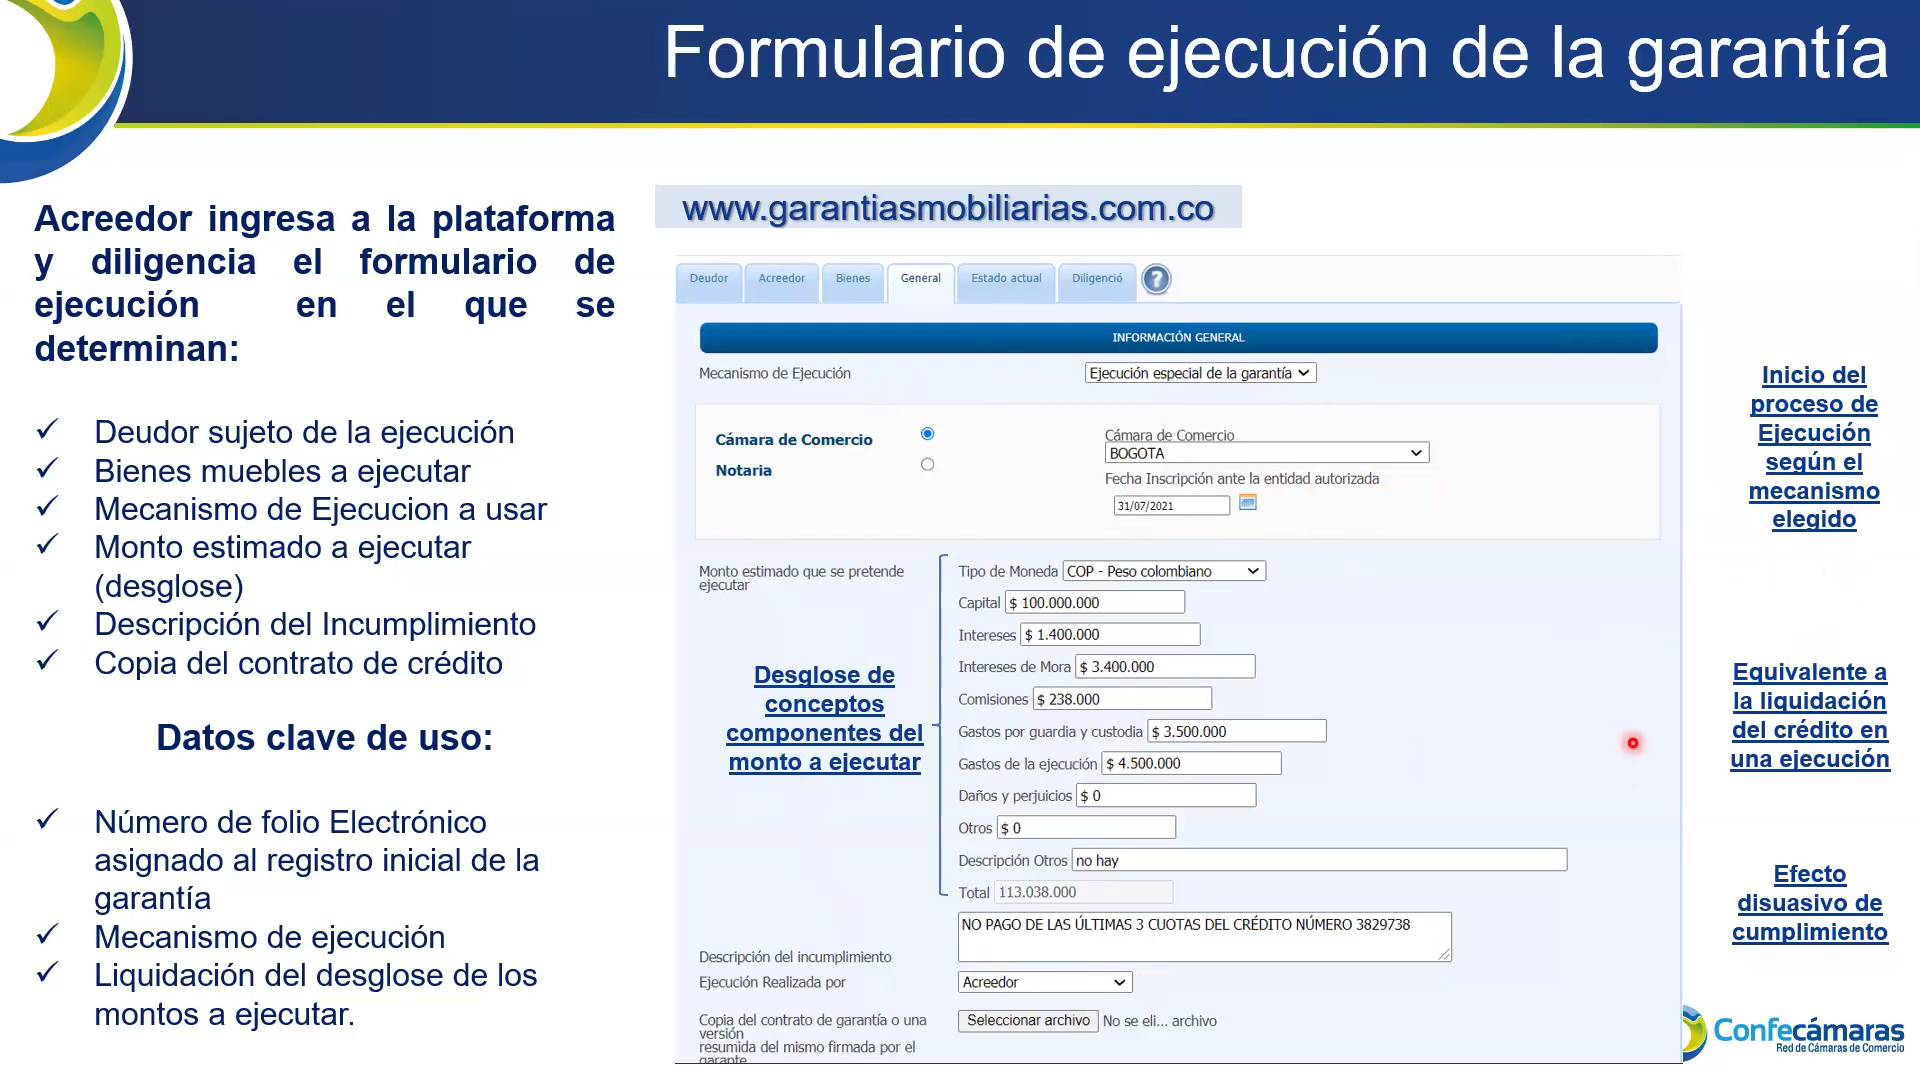 Formulario de ejecución de la garantía
Acreedor ingresa a la plataforma
y diligencia el formulario de
ejecución en el que se
determinan:
✓ Deudor sujeto de la ejecución
✓ Bienes muebles a ejecutar
✓ Mecanismo de Ejecucion a usar
✓ Monto estimado a ejecutar
(desglose)
✓ Descripción del Incumplimiento
✓ Copia del contrato de crédito
Datos clave de uso:
✓ Número de folio Electrónico
asignado al registro inicial de la
garantía
✓ Mecanismo de ejecución
✓ Liquidación del desglose de los
montos a ejecutar.
www.garantiasmobiliarias.com.co
Deudor Acreedor Bienes General Estado actual Diligenció ?
INFORMACIÓN GENERAL
Mecanismo de Ejecución Ejecución especial de la garantía
Cámara de Comercio
Notaria
Cámara de Comercio
BOGOTA
Fecha Inscripción ante la entidad autorizada
31/07/2021
Monto estimado que se pretende
ejecutar
Desglose de
conceptos
componentes del
monto a ejecutar
Tipo de Moneda COP - Peso colombiano
Capital $ 100.000.000
Intereses $ 1.400.000
Intereses de Mora $ 3.400.000
Comisiones $ 238.000
Gastos por guardia y custodia $ 3.500.000
Gastos de la ejecución $ 4.500.000
Daños y perjuicios $ 0
Otros $ 0
Descripción Otros no hay
Total 113.038.000
NO PAGO DE LAS ÚLTIMAS 3 CUOTAS DEL CRÉDITO NÚMERO 3829738
Descripción del incumplimiento
Ejecución Realizada por Acreedor
Copia del contrato de garantía o una
versión
resumida del mismo firmada por el
garante
Seleccionar archivo No se eli... archivo
Inicio del
proceso de
Ejecución
según el
mecanismo
elegido
Equivalente a
la liquidación
del crédito en
una ejecución
Efecto
disuasivo de
cumplimiento
Confecámaras
Red de Cámaras de Comercio